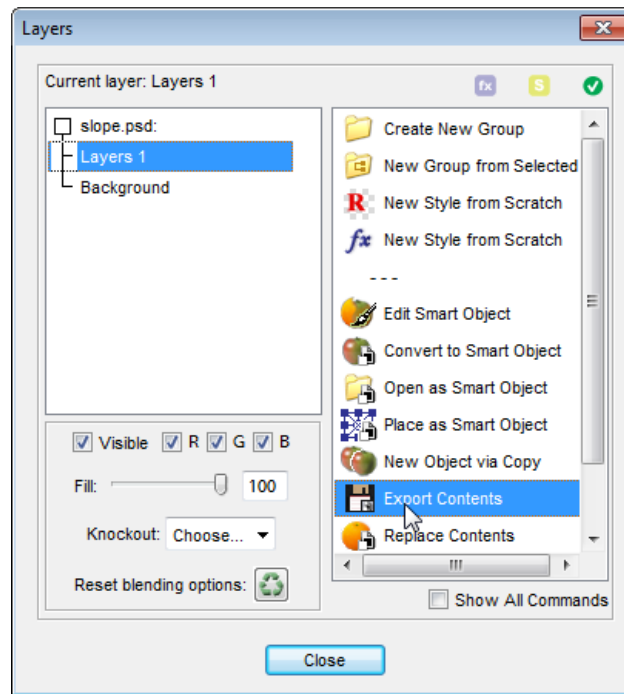 Layers
Current layer: Layers 1
fx
S
slope.psd:
Layers 1
Background
Create New Group
New Group from Selected
R New Style from Scratch
fx New Style from Scratch
---
Edit Smart Object
Convert to Smart Object
Open as Smart Object
Place as Smart Object
New Object via Copy
Export Contents
Replace Contents
Visible R G B
Fill: 100
Knockout: Choose...
Reset blending options:
Show All Commands
Close